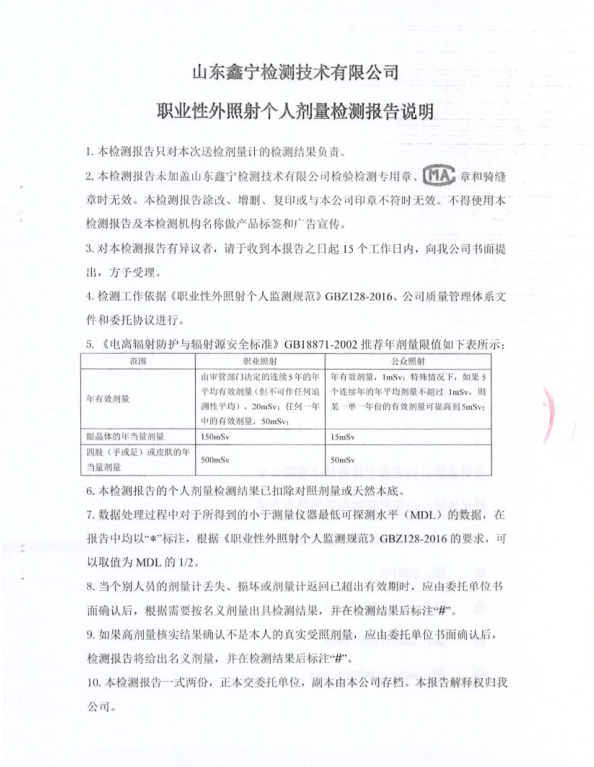 山东鑫宁检测技术有限公司
职业性外照射个人剂量检测报告说明
1. 本检测报告只对本次送检剂量计的检测结果负责。
2. 本检测报告未加盖山东鑫宁检测技术有限公司检验检测专用章、MA 章和骑缝
章时无效。本检测报告涂改、增删、复印或与本公司印章不符时无效。不得使用本
检测报告及本检测机构名称做产品标签和广告宣传。
3. 对本检测报告有异议者，请于收到本报告之日起 15 个工作日内，向我公司书面提
出，方予受理。
4. 检测工作依据《职业性外照射个人监测规范》GBZ128-2016、公司质量管理体系文
件和委托协议进行。
5. 《电离辐射防护与辐射源安全标准》GB18871-2002 推荐年剂量限值如下表所示：
范围 职业照射 公众照射
年有效剂量
由审管部门决定的连续 5 年的年
平均有效剂量（但不可作任何追
溯性平均），20mSv；任何一年
中的有效剂量，50mSv；
年有效剂量，1mSv；特殊情况下，如果 5
个连续年的年平均剂量不超过 1mSv，则
某一单一年份的有效剂量可提高到 5mSv；
眼晶体的年当量剂量 150mSv 15mSv
四肢（手或足）或皮肤的年
当量剂量
500mSv 50mSv
6. 本检测报告的个人剂量检测结果已扣除对照剂量或天然本底。
7. 数据处理过程中对于所得到的小于测量仪器最低可探测水平（MDL）的数据，在
报告中均以“*”标注，根据《职业性外照射个人监测规范》GBZ128-2016 的要求，可
以取值为 MDL 的 1/2。
8. 当个别人员的剂量计丢失、损坏或剂量计返回已超出有效期时，应由委托单位书
面确认后，根据需要按名义剂量出具检测结果，并在检测结果后标注“#”。
9. 如果高剂量核实结果确认不是本人的真实受照剂量，应由委托单位书面确认后，
检测报告将给出名义剂量，并在检测结果后标注“#”。
10. 本检测报告一式两份，正本交委托单位，副本由本公司存档。本报告解释权归我
公司。